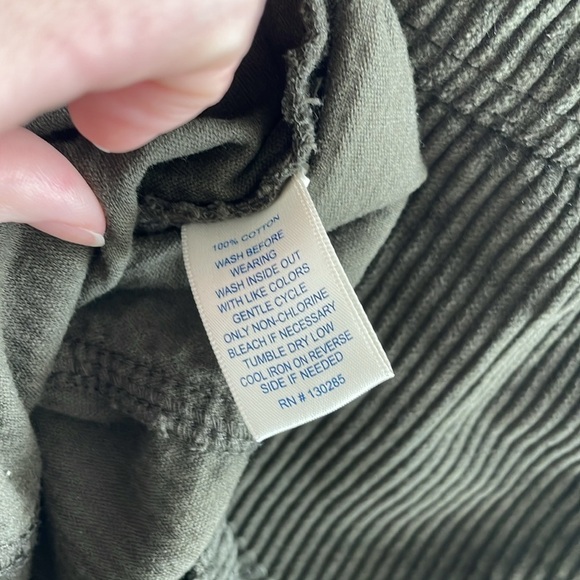 100% COTTON
WASH BEFORE
WEARING
WASH INSIDE OUT
WITH LIKE COLORS
GENTLE CYCLE
ONLY NON-CHLORINE
BLEACH IF NECESSARY
TUMBLE DRY LOW
COOL IRON ON REVERSE
SIDE IF NEEDED
RN # 130285